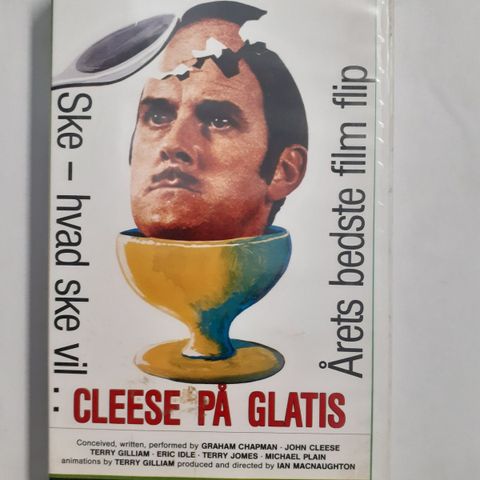 Ske – hvad ske vil . .
Årets bedste film flip
CLEESE PÅ GLATIS
Conceived, written, performed by GRAHAM CHAPMAN · JOHN CLEESE
TERRY GILLIAM · ERIC IDLE · TERRY JOMES · MICHAEL PLAIN
animations by TERRY GILLIAM produced and directed by IAN MACNAUGHTON